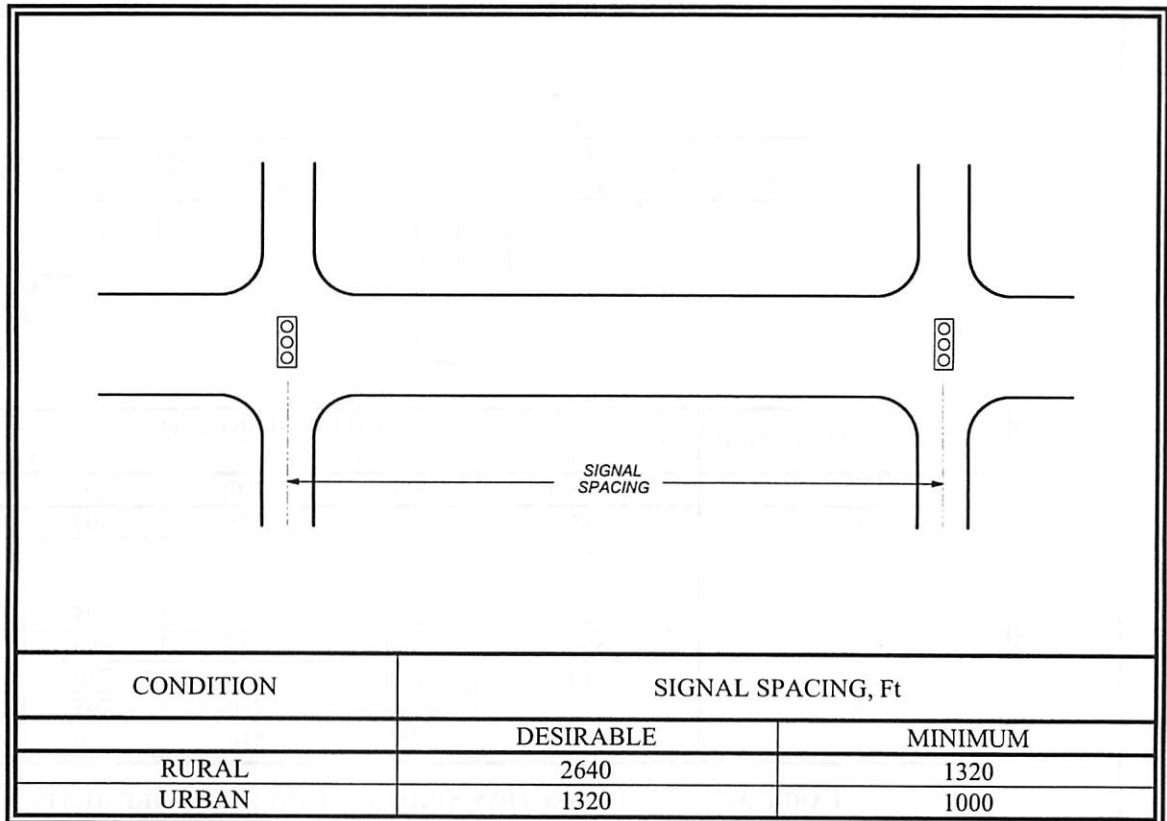 SIGNAL
SPACING
CONDITION SIGNAL SPACING, Ft
DESIRABLE MINIMUM
RURAL 2640 1320
URBAN 1320 1000